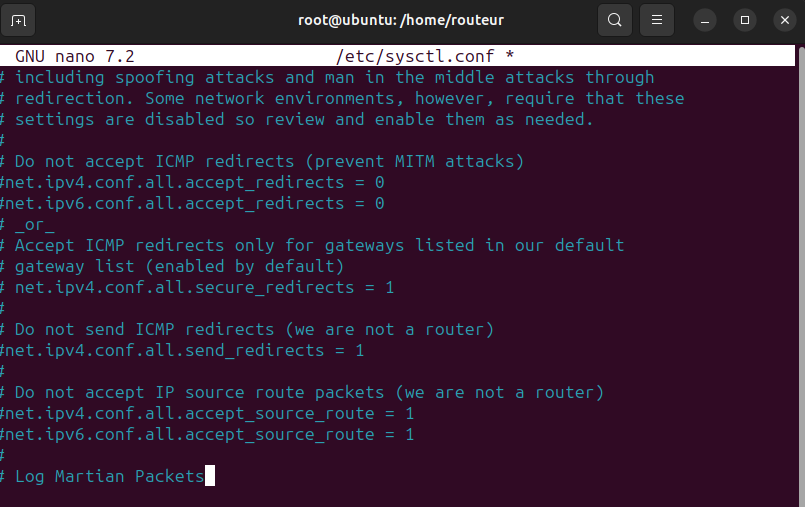 root@ubuntu: /home/routeur
GNU nano 7.2 /etc/sysctl.conf *
# including spoofing attacks and man in the middle attacks through
# redirection. Some network environments, however, require that these
# settings are disabled so review and enable them as needed.
#
# Do not accept ICMP redirects (prevent MITM attacks)
#net.ipv4.conf.all.accept_redirects = 0
#net.ipv6.conf.all.accept_redirects = 0
# _or_
# Accept ICMP redirects only for gateways listed in our default
# gateway list (enabled by default)
# net.ipv4.conf.all.secure_redirects = 1
#
# Do not send ICMP redirects (we are not a router)
#net.ipv4.conf.all.send_redirects = 1
#
# Do not accept IP source route packets (we are not a router)
#net.ipv4.conf.all.accept_source_route = 1
#net.ipv6.conf.all.accept_source_route = 1
#
# Log Martian Packets